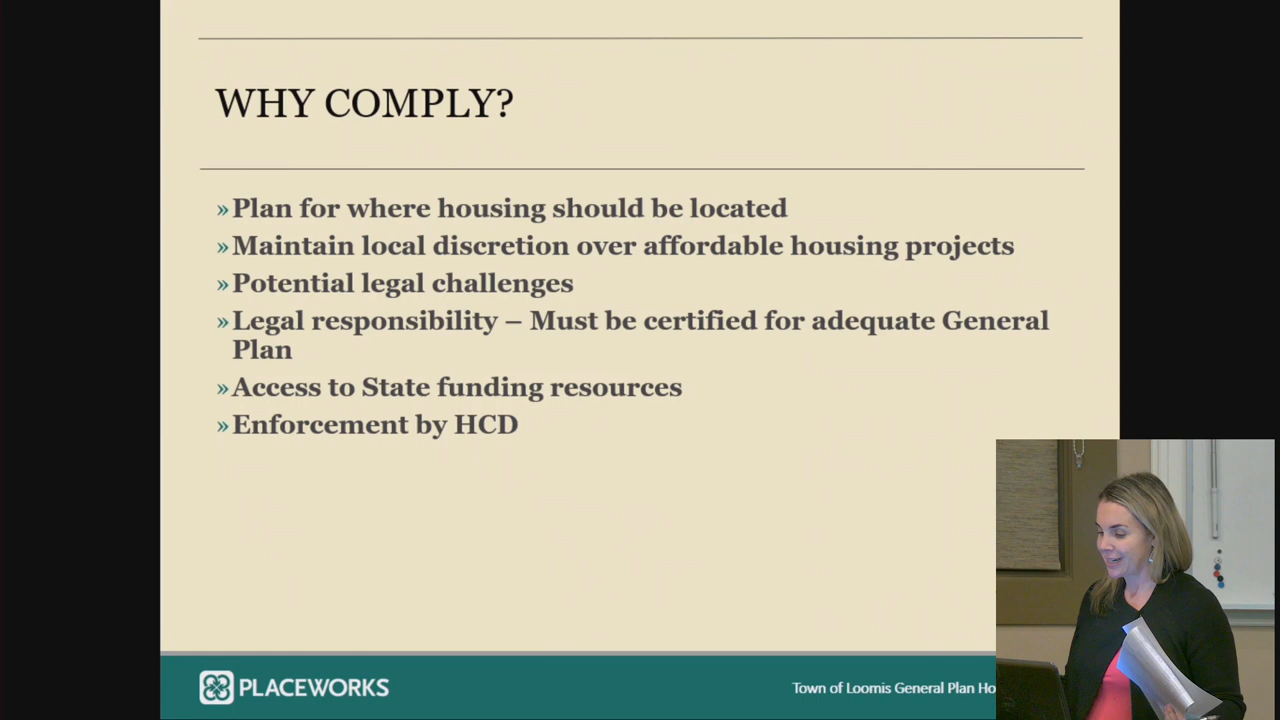 WHY COMPLY?
»Plan for where housing should be located
»Maintain local discretion over affordable housing projects
»Potential legal challenges
»Legal responsibility – Must be certified for adequate General
Plan
»Access to State funding resources
»Enforcement by HCD
PLACEWORKS
Town of Loomis General Plan Ho